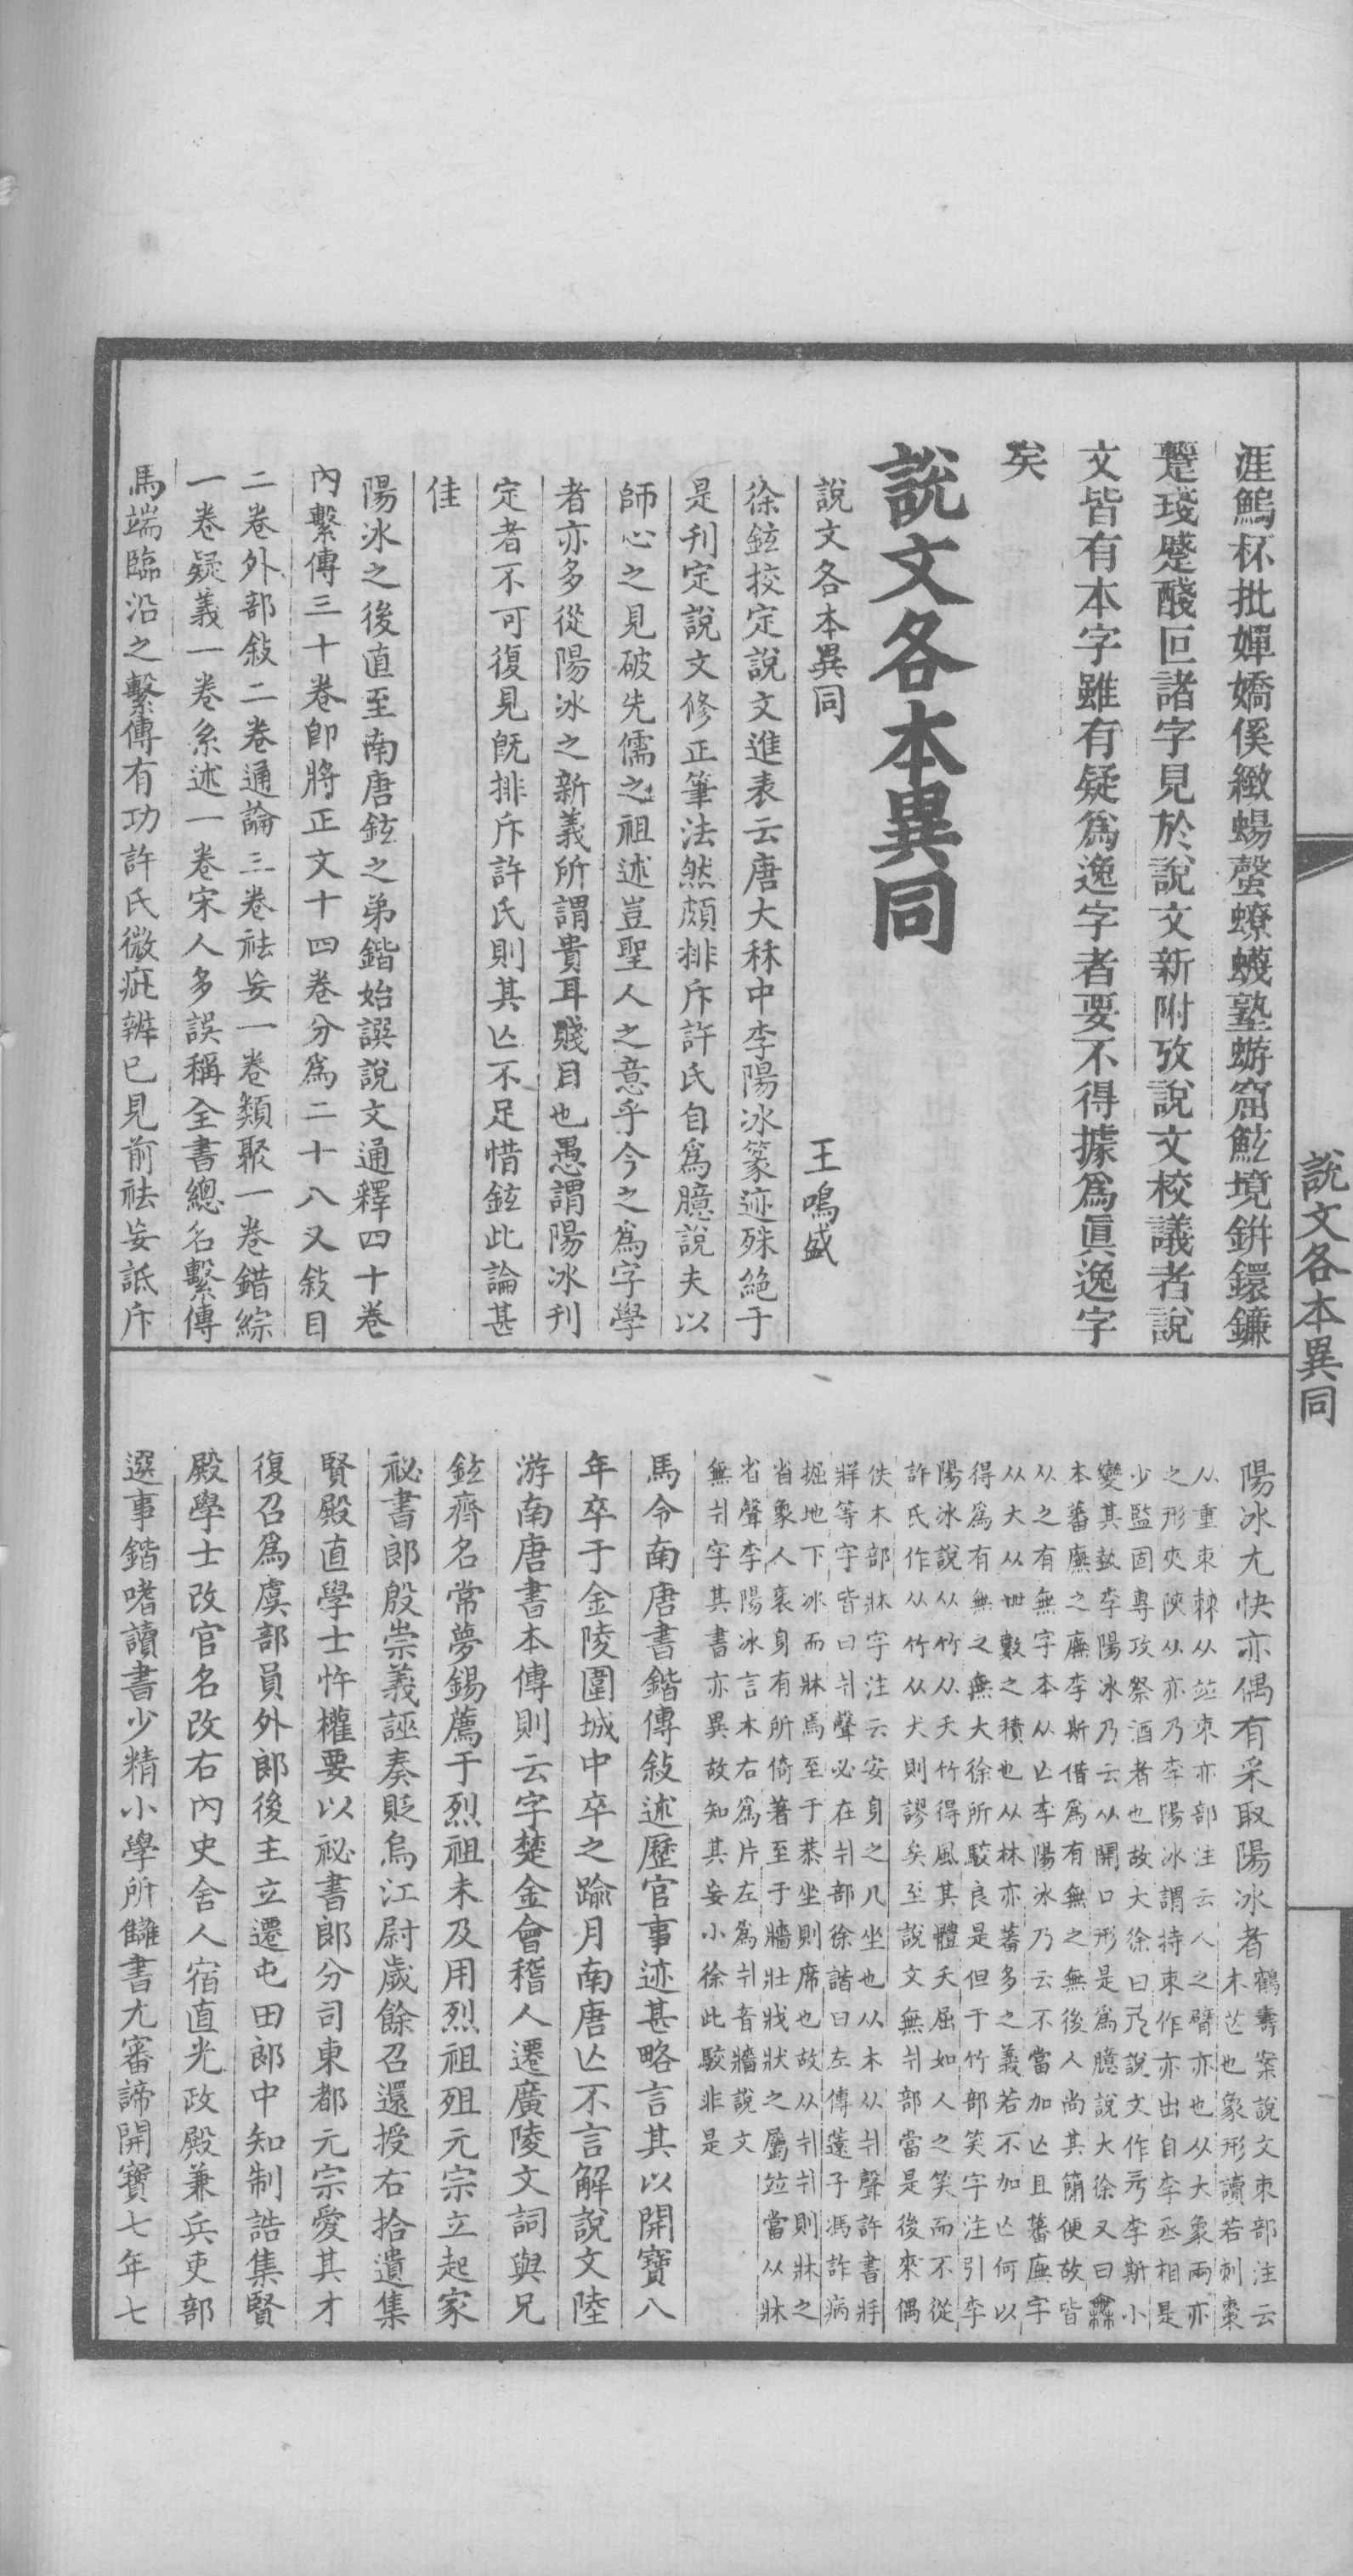 涯鰞杯批嬋嬌傒緻蜴螫蟟蠛塾蝣窟鮌境鉼鐶鐮
躉琖蹙醆叵諸字見於說文新附攷說文校議者說
文皆有本字雖有疑爲逸字者要不得據爲眞逸字
矣
說文各本異同
說文各本異同 王鳴盛
徐鉉挍定說文進表云唐大秝中李陽冰篆迹殊絕于
是刊定說文修正筆法然頗排斥許氏自爲臆說夫以
師心之見破先儒之祖述豈聖人之意乎今之爲字學
者亦多從陽冰之新義所謂貴耳賤目也愚謂陽冰刊
定者不可復見旣排斥許氏則其亾不足惜鉉此論甚
佳
陽冰之後直至南唐鉉之弟鍇始譔說文通釋四十卷
內繫傳三十卷卽將正文十四卷分爲二十八又敍目
二卷外部敍二卷通論三卷祛妄一卷類聚一卷錯綜
一卷疑義一卷系述一卷宋人多誤稱全書總名繫傳
馬端臨沿之繫傳有功許氏微疵辨已見前祛妄詆斥
陽冰尤快亦偶有采取陽冰者鶴壽案說文朿部注云
木芒也象形讀若刺棗
从重朿棘从竝朿亦部注云人之臂亦也从大象兩亦
之形夾陝从亦乃李陽冰謂持朿作亦出自李丞相是
少監固專攻祭酒者也故大徐曰𠃨說文作𠃨李斯小
變其埶李陽冰乃云从開口形是爲臆說大徐又曰𣞤
本蕃廡之廡李斯借爲有無之無後人尚其簡便故皆
从之有無字本从亾李陽冰乃云不當加亾且蕃廡字
从大从𠦜數之積也从林亦蕃多之義若不加亾何以
得爲有無之無大徐所駁良是但于竹部笑字注引李
陽冰說从竹从夭竹得風其體夭屈如人之笑而不從
許氏作从竹从犬則謬矣至說文無爿部當是後來偶
佚木部牀字注云安身之几坐也从木从爿聲許書將
牂等字皆曰爿聲必在爿部徐鍇曰左傳薳子馮詐病
掘地下冰而牀焉至于恭坐則席也故从爿爿則牀之
省象人裏身有所倚著至于牆壯戕狀之屬竝當从牀
省聲李陽冰言木右爲片左爲爿音牆說文
無爿字其書亦異故知其妄小徐此駁非是
馬令南唐書鍇傳敍述歷官事迹甚略言其以開寶八
年卒于金陵圍城中卒之踰月南唐亾不言解說文陸
游南唐書本傳則云字楚金會稽人遷廣陵文詞與兄
鉉齊名常夢錫薦于烈祖未及用烈祖殂元宗立起家
祕書郎殷崇義誣奏貶烏江尉歲餘召還授右拾遺集
賢殿直學士忤權要以祕書郎分司東都元宗愛其才
復召爲虞部員外郎後主立遷屯田郎中知制誥集賢
殿學士改官名改右內史舍人宿直光政殿兼兵吏部
選事鍇嗜讀書少精小學所讎書尤審諦開寶七年七
說文各本異同